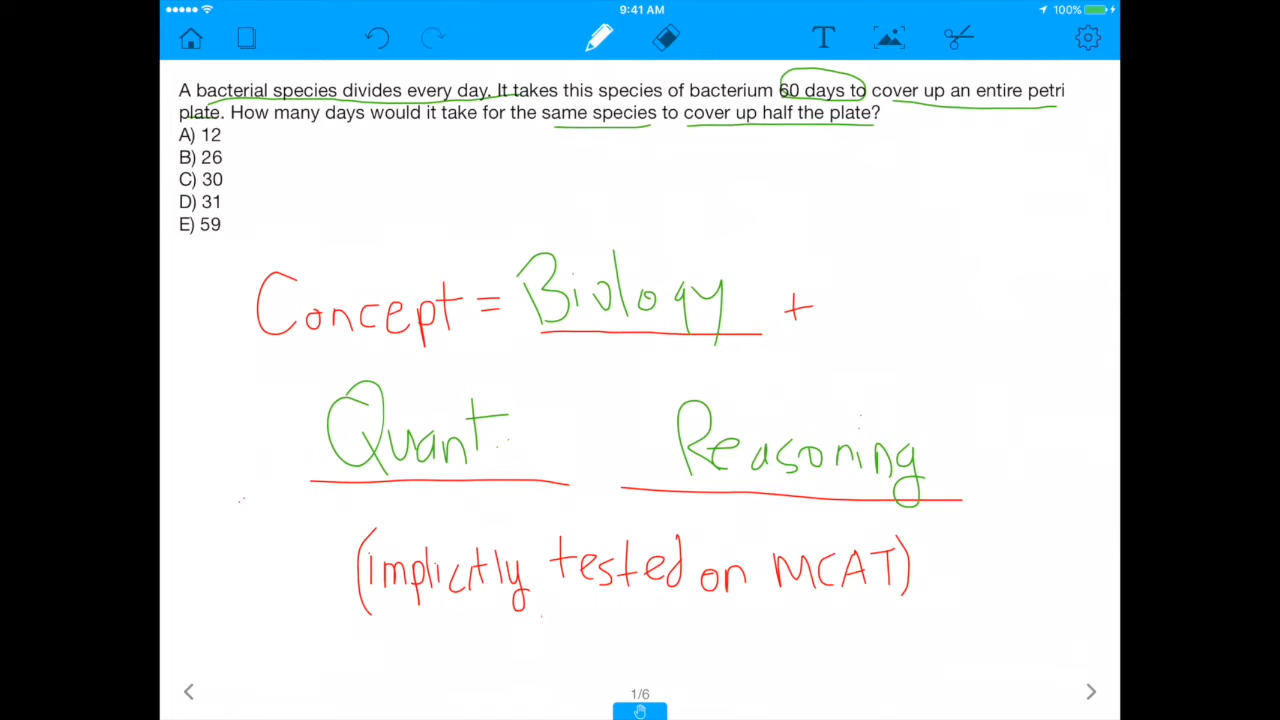 9:41 AM
100%
T
A bacterial species divides every day. It takes this species of bacterium 60 days to cover up an entire petri
plate. How many days would it take for the same species to cover up half the plate?
A) 12
B) 26
C) 30
D) 31
E) 59
Concept = Biology +
Quant. Reasoning
(implicitly tested on MCAT)
1/6